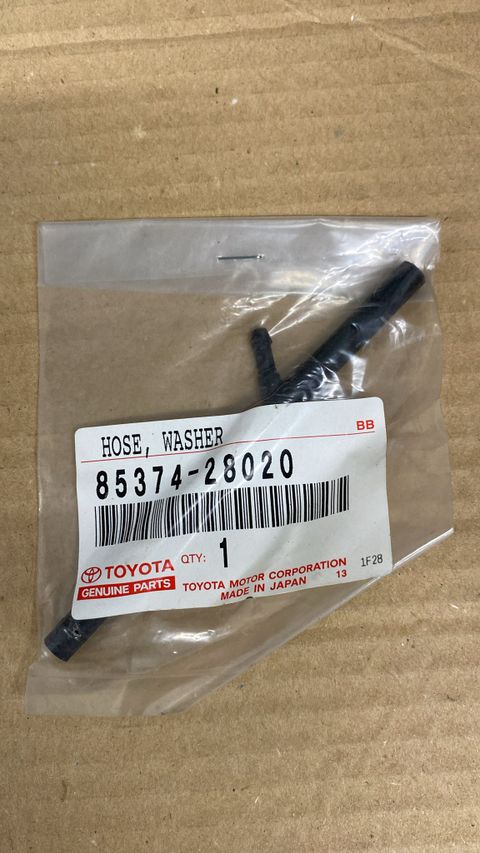 HOSE, WASHER
BB
85374-28020
TOYOTA
GENUINE PARTS
QTY: 1
TOYOTA MOTOR CORPORATION
MADE IN JAPAN 13
1F28